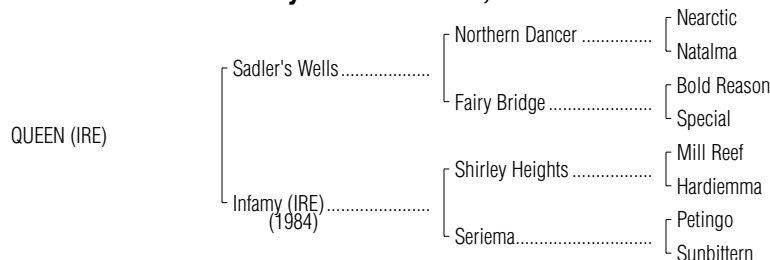 Nearctic
Northern Dancer
Natalma
Sadler's Wells
Bold Reason
Fairy Bridge
Special
QUEEN (IRE)
Mill Reef
Shirley Heights
Hardiemma
Infamy (IRE)
(1984)
Petingo
Seriema
Sunbittern